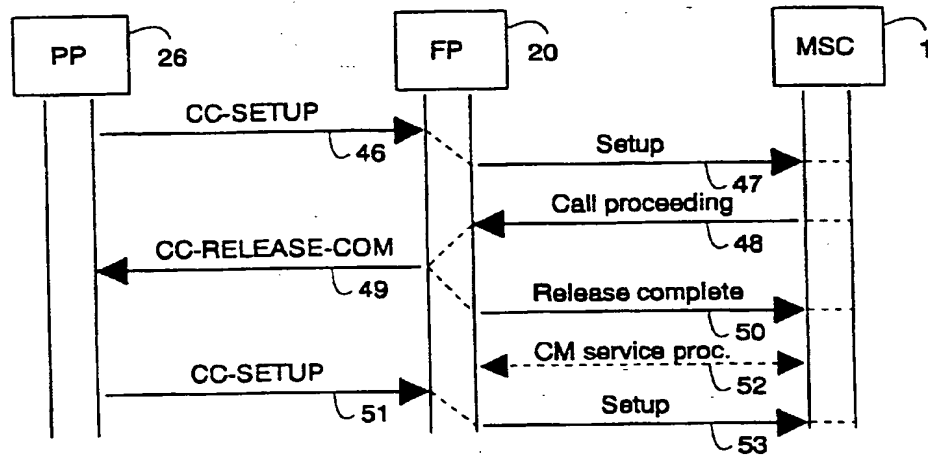 PP 26 FP 20 MSC 1
CC-SETUP
46
Setup
47
Call proceeding
48
CC-RELEASE-COM
49
Release complete
50
CM service proc.
52
CC-SETUP
51
Setup
53